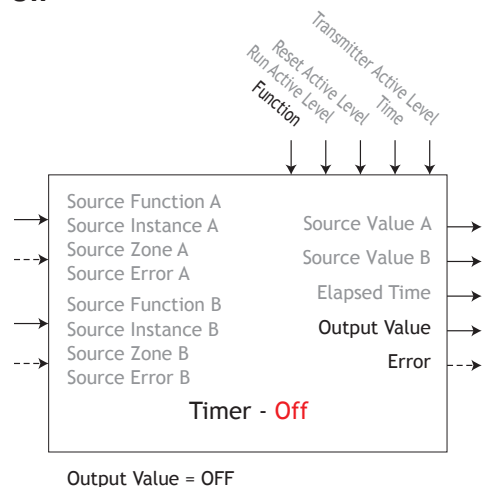 Transmitter Active Level
Time
Reset Active Level
Run Active Level
Function
Source Function A
Source Instance A
Source Zone A
Source Error A
Source Function B
Source Instance B
Source Zone B
Source Error B
Source Value A
Source Value B
Elapsed Time
Output Value
Error
Timer - Off
Output Value = OFF